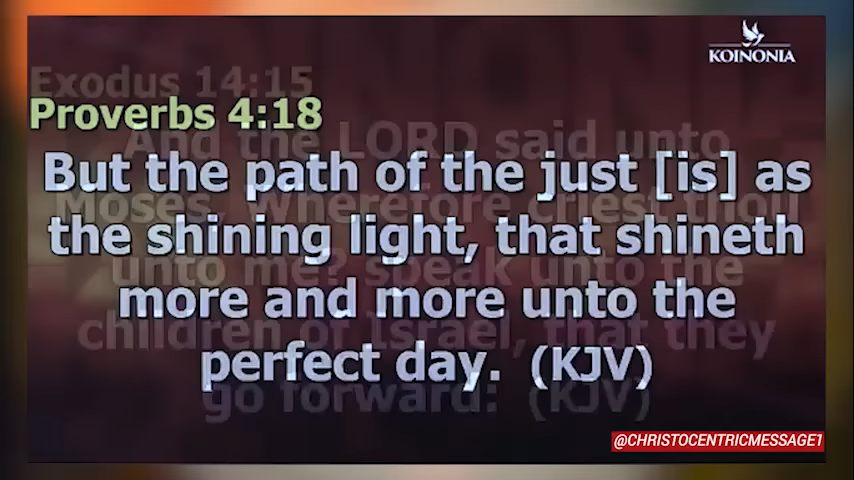 KOINONIA
Exodus 14:15
Proverbs 4:18
And the LORD said unto
But the path of the just [is] as
Moses, Wherefore criest thou
the shining light, that shineth
unto me? speak unto the
more and more unto the
children of Israel, that they
perfect day. (KJV)
go forward: (KJV)
@CHRISTOCENTRICMESSAGE1